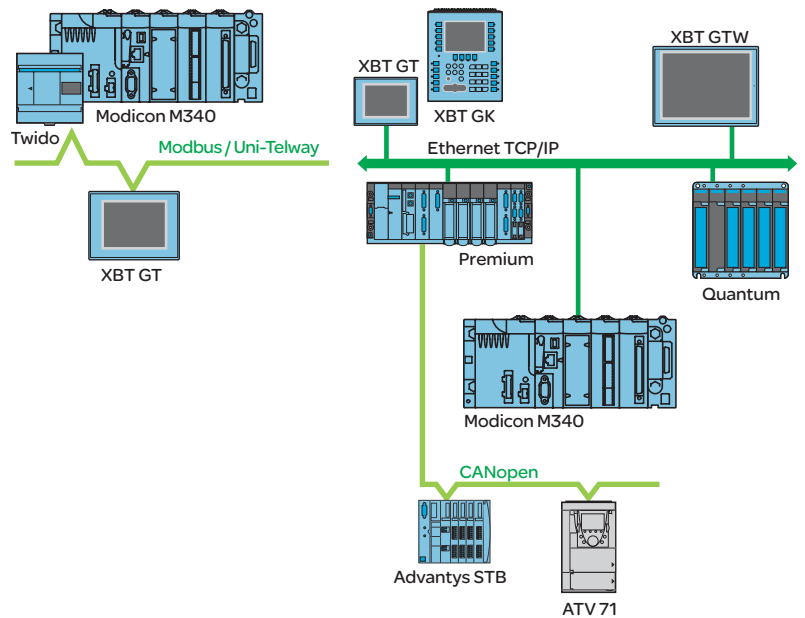 Twido
Modicon M340
Modbus / Uni-Telway
XBT GT
XBT GT
XBT GK
XBT GTW
Ethernet TCP/IP
Premium
Quantum
Modicon M340
CANopen
Advantys STB
ATV 71